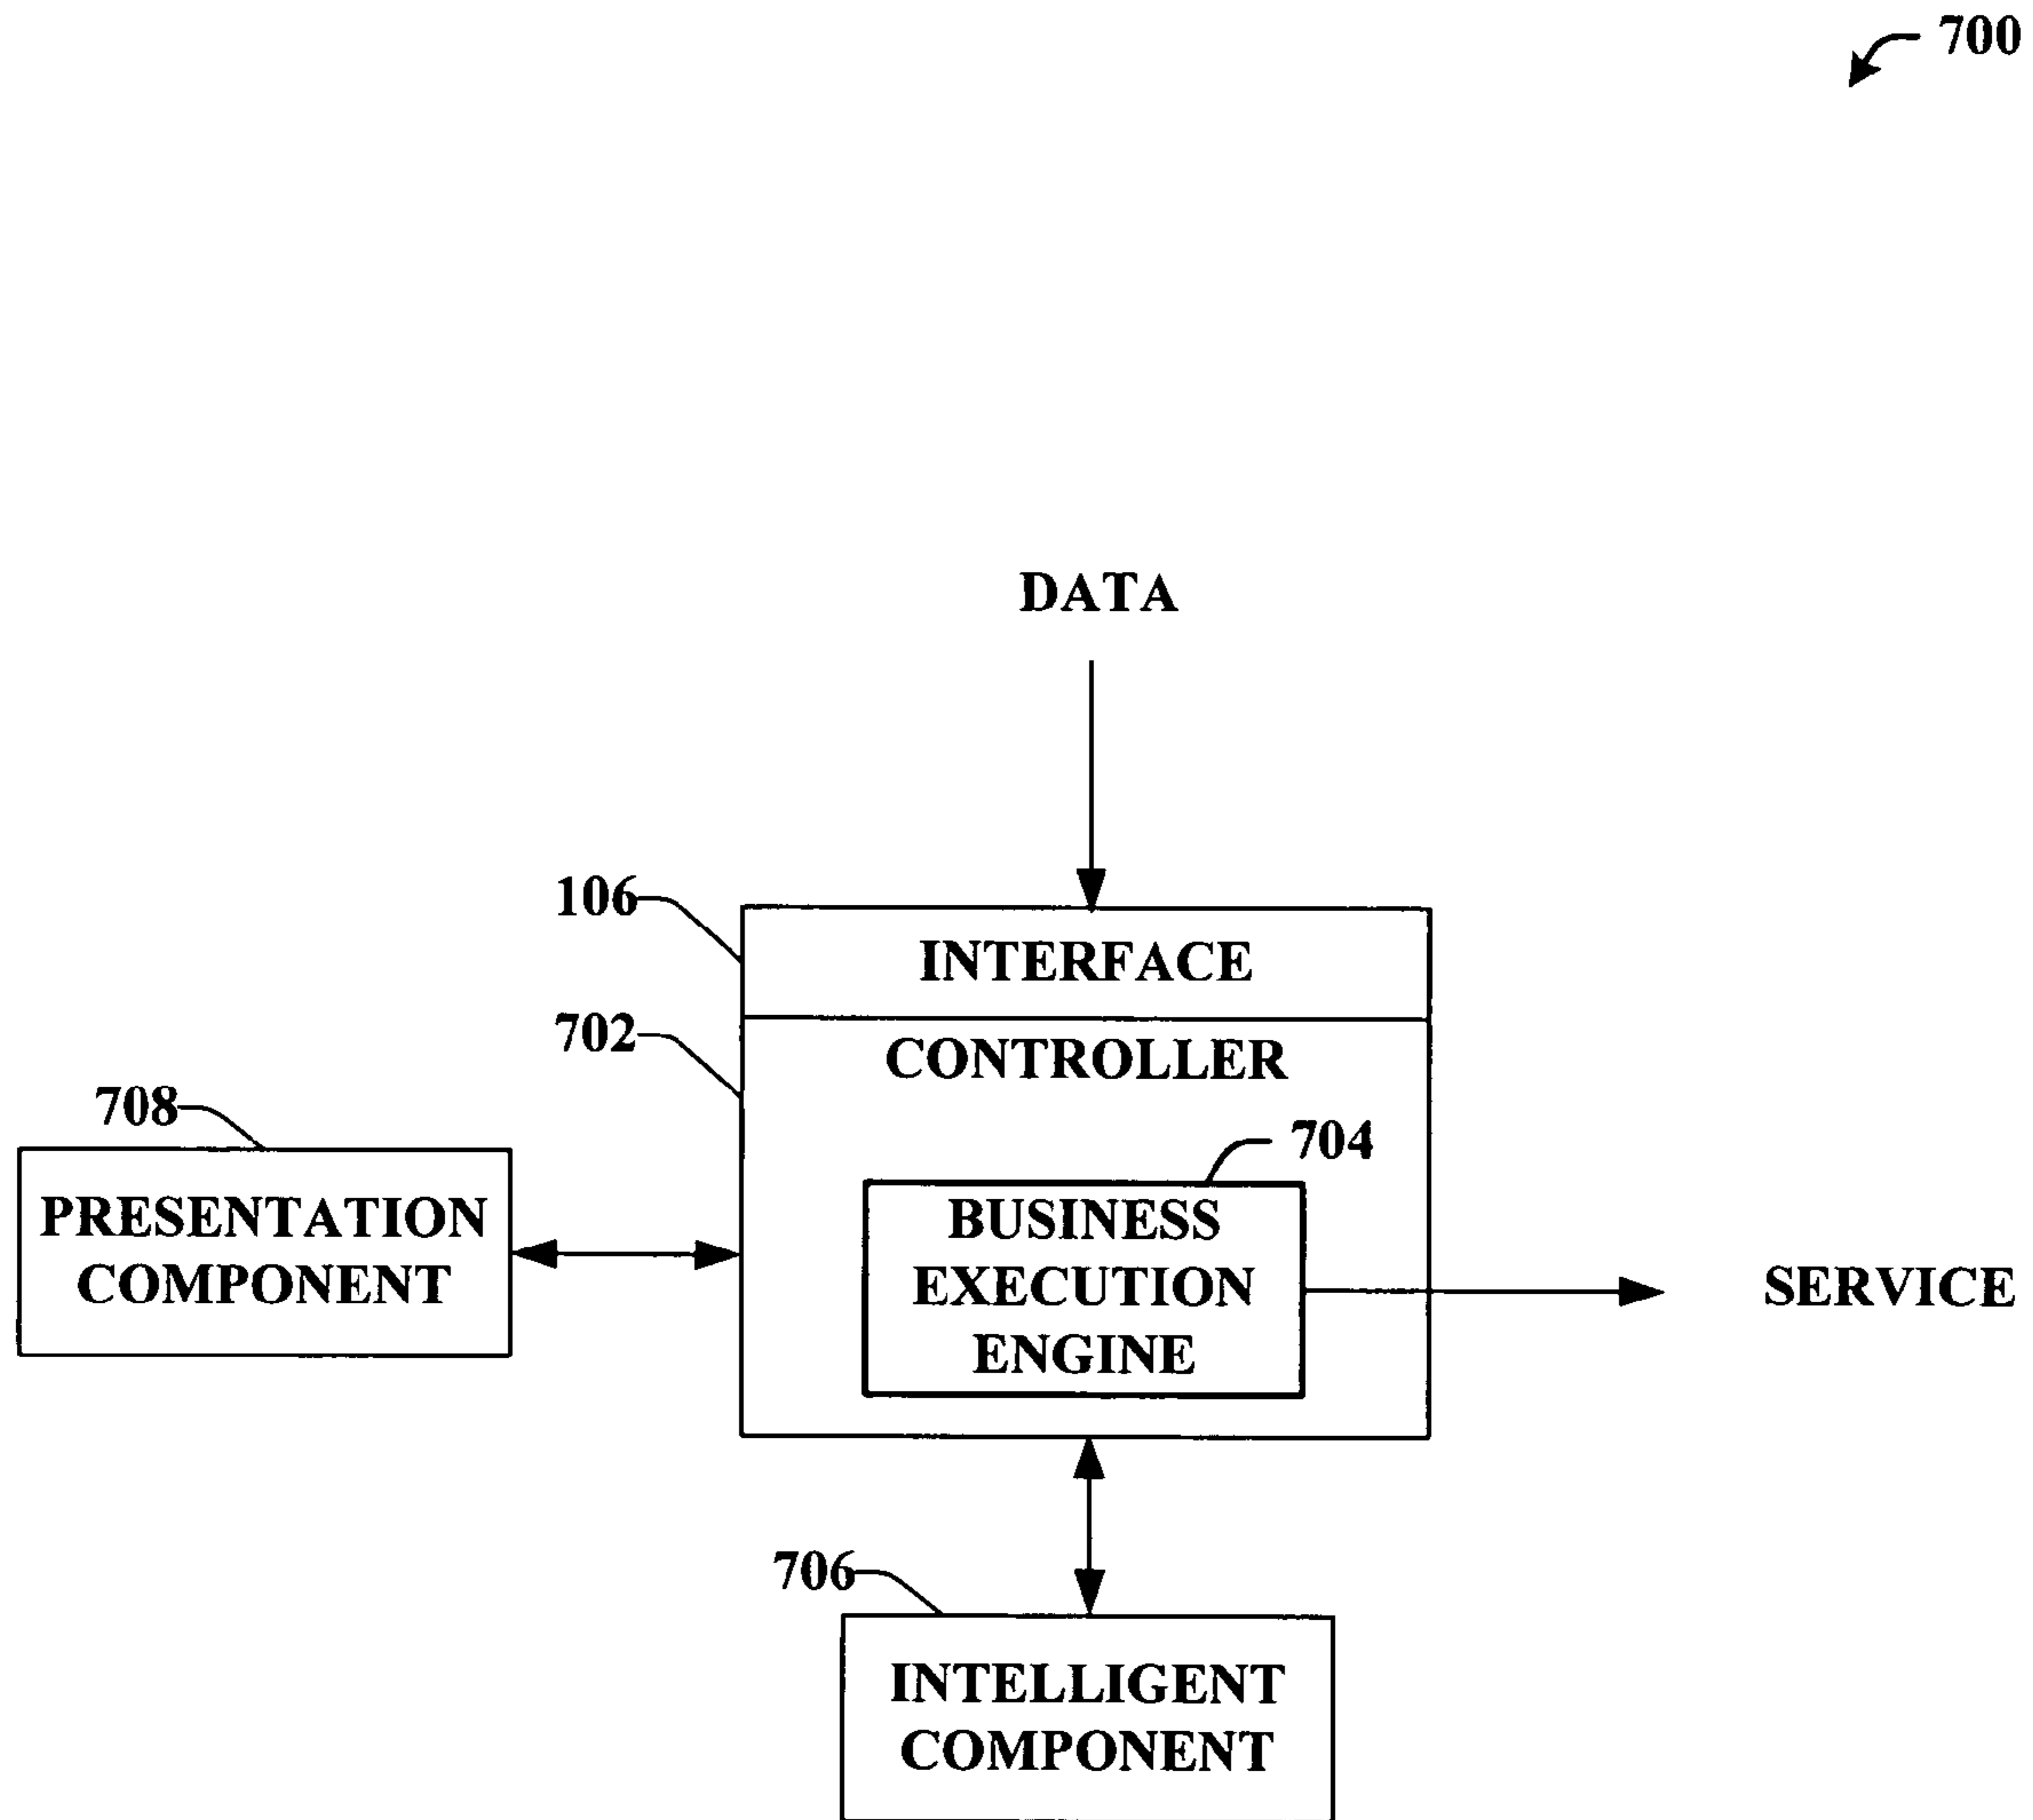 700
DATA
106
INTERFACE
702
CONTROLLER
708
704
PRESENTATION
COMPONENT
BUSINESS
EXECUTION
ENGINE
SERVICE
706
INTELLIGENT
COMPONENT